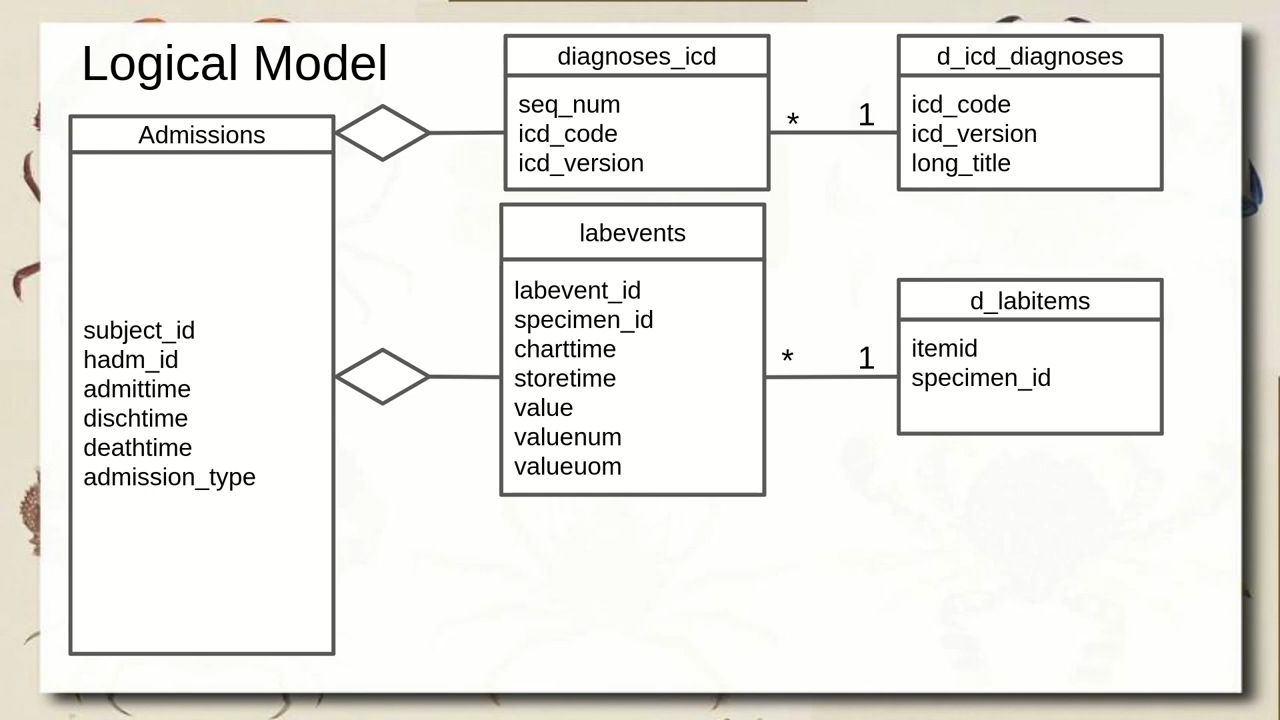 Logical Model
Admissions
subject_id
hadm_id
admittime
dischtime
deathtime
admission_type
diagnoses_icd
seq_num
icd_code
icd_version
* 1
d_icd_diagnoses
icd_code
icd_version
long_title
labevents
labevent_id
specimen_id
charttime
storetime
value
valuenum
valueuom
* 1
d_labitems
itemid
specimen_id